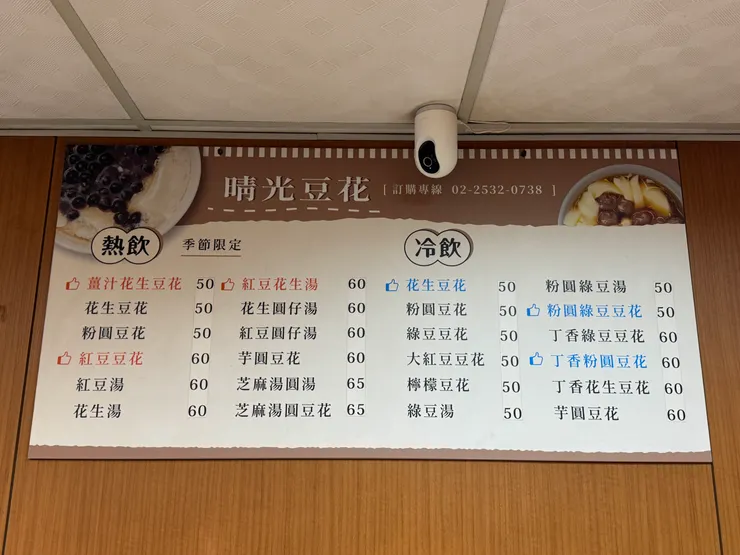 晴光豆花 [ 訂購專線 02-2532-0738 ]
熱飲 季節限定
薑汁花生豆花 50
花生豆花 50
粉圓豆花 50
紅豆豆花 60
紅豆湯 60
花生湯 60
紅豆花生湯 60
花生圓仔湯 60
紅豆圓仔湯 60
芋圓豆花 60
芝麻湯圓湯 65
芝麻湯圓豆花 65
冷飲
花生豆花 50
粉圓豆花 50
綠豆豆花 50
大紅豆豆花 50
檸檬豆花 50
綠豆湯 50
粉圓綠豆湯 50
粉圓綠豆豆花 50
丁香綠豆豆花 60
丁香粉圓豆花 60
丁香花生豆花 60
芋圓豆花 60